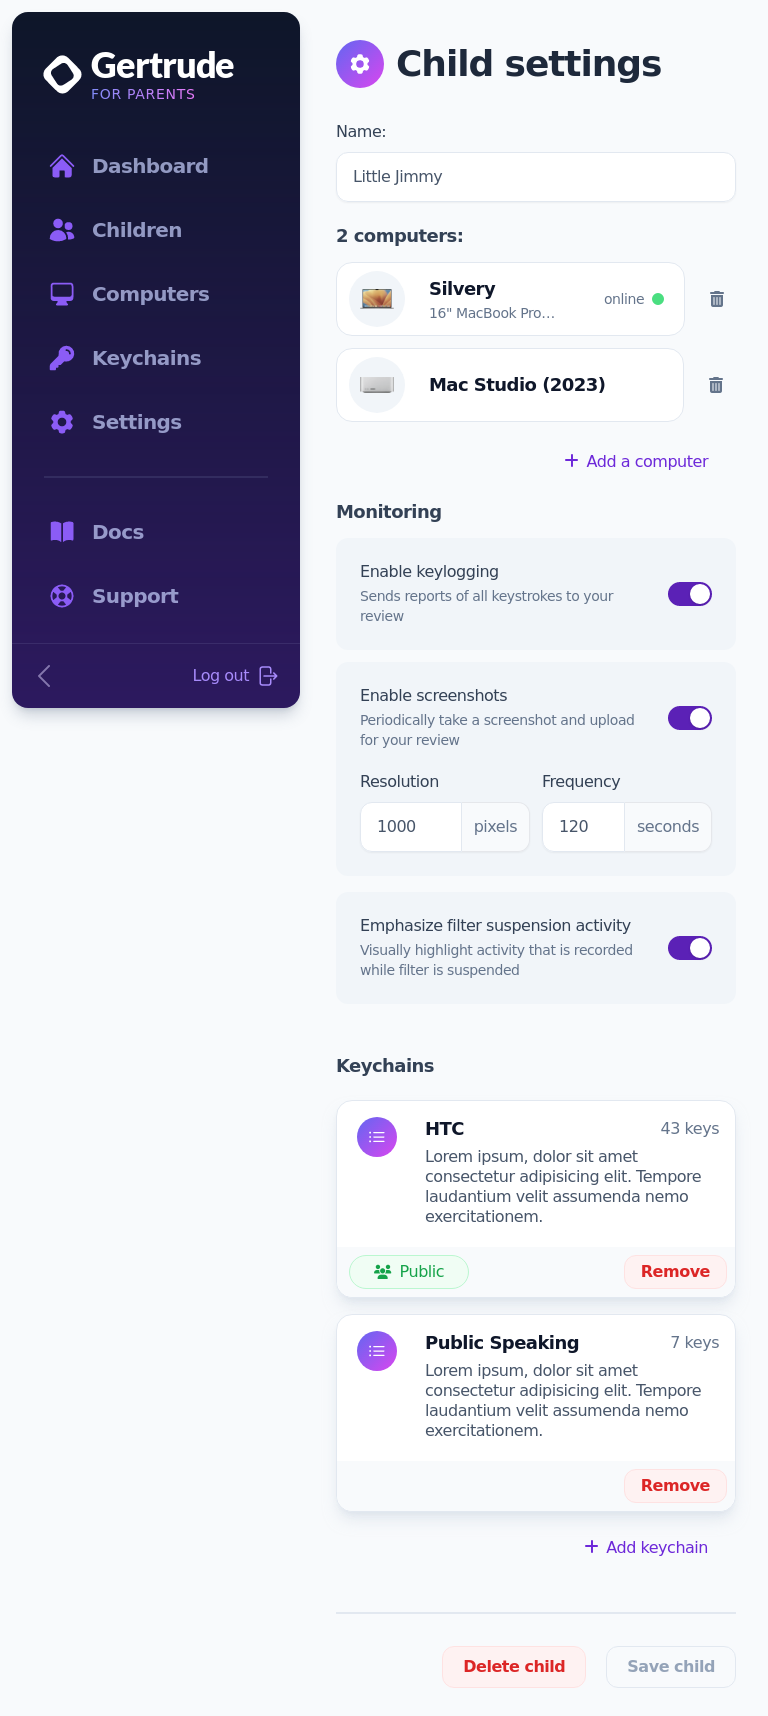 Gertrude
FOR PARENTS
Dashboard
Children
Computers
Keychains
Settings
Docs
Support
Log out
Child settings
Name:
Little Jimmy
2 computers:
Silvery
16" MacBook Pro…
online
Mac Studio (2023)
Add a computer
Monitoring
Enable keylogging
Sends reports of all keystrokes to your
review
Enable screenshots
Periodically take a screenshot and upload
for your review
Resolution
Frequency
1000 pixels
120 seconds
Emphasize filter suspension activity
Visually highlight activity that is recorded
while filter is suspended
Keychains
HTC
43 keys
Lorem ipsum, dolor sit amet
consectetur adipisicing elit. Tempore
laudantium velit assumenda nemo
exercitationem.
Public
Remove
Public Speaking
7 keys
Lorem ipsum, dolor sit amet
consectetur adipisicing elit. Tempore
laudantium velit assumenda nemo
exercitationem.
Remove
Add keychain
Delete child
Save child